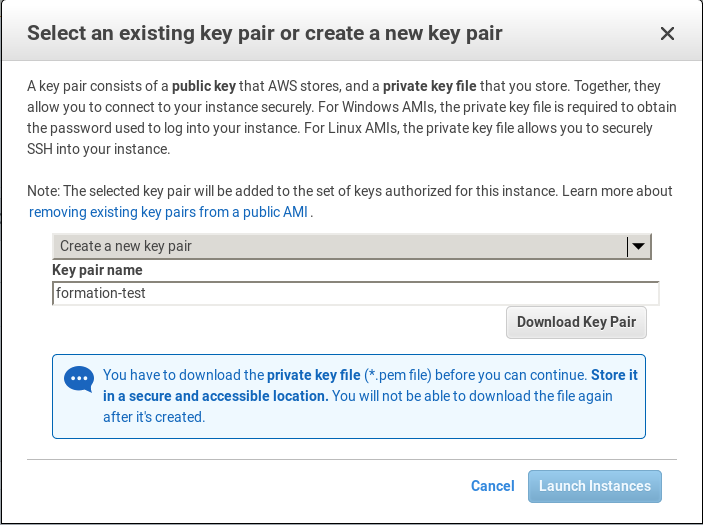 Select an existing key pair or create a new key pair
A key pair consists of a public key that AWS stores, and a private key file that you store. Together, they
allow you to connect to your instance securely. For Windows AMIs, the private key file is required to obtain
the password used to log into your instance. For Linux AMIs, the private key file allows you to securely
SSH into your instance.
Note: The selected key pair will be added to the set of keys authorized for this instance. Learn more about
removing existing key pairs from a public AMI.
Create a new key pair
Key pair name
formation-test
Download Key Pair
You have to download the private key file (*.pem file) before you can continue. Store it
in a secure and accessible location. You will not be able to download the file again
after it's created.
Cancel
Launch Instances